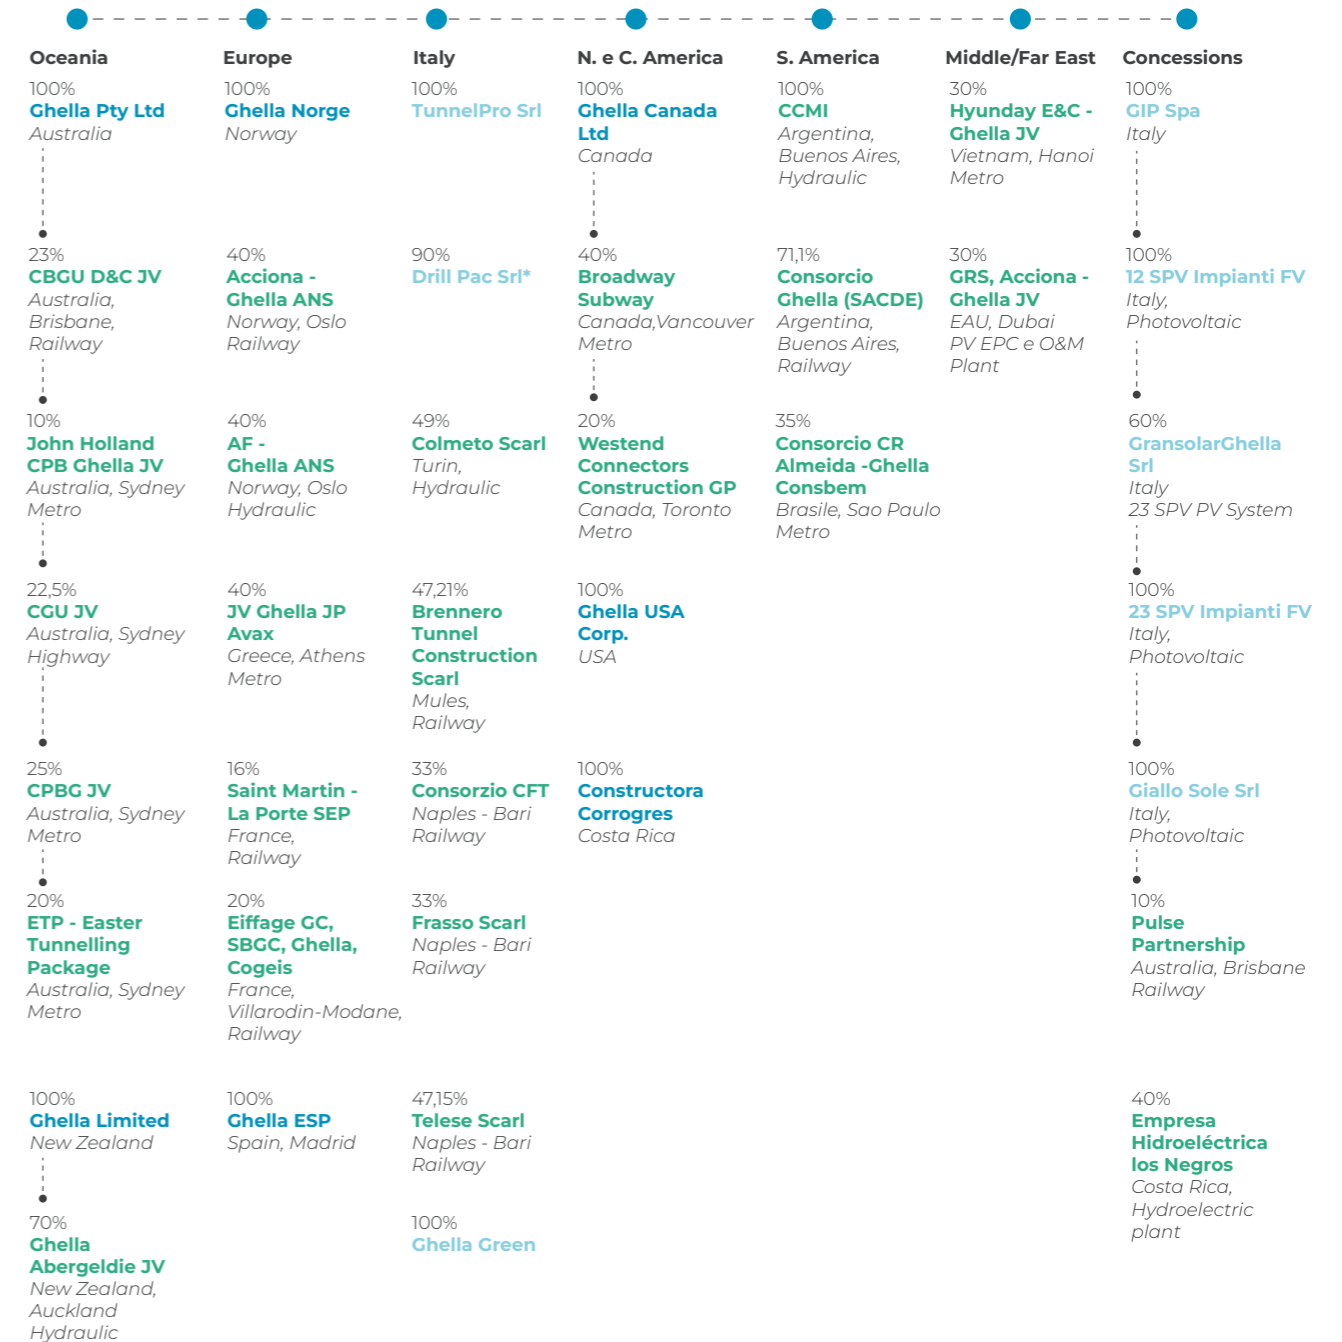 Oceania
100%
Ghella Pty Ltd
Australia
23%
CBGU D&C JV
Australia,
Brisbane,
Railway
10%
John Holland
CPB Ghella JV
Australia, Sydney
Metro
22,5%
CGU JV
Australia, Sydney
Highway
25%
CPBG JV
Australia, Sydney
Metro
20%
ETP - Easter
Tunnelling
Package
Australia, Sydney
Metro
100%
Ghella Limited
New Zealand
70%
Ghella
Abergeldie JV
New Zealand,
Auckland
Hydraulic
Europe
100%
Ghella Norge
Norway
40%
Acciona -
Ghella ANS
Norway, Oslo
Railway
40%
AF -
Ghella ANS
Norway, Oslo
Hydraulic
40%
JV Ghella JP
Avax
Greece, Athens
Metro
16%
Saint Martin -
La Porte SEP
France,
Railway
20%
Eiffage GC,
SBGC, Ghella,
Cogeis
France,
Villarodin-Modane,
Railway
100%
Ghella ESP
Spain, Madrid
Italy
100%
TunnelPro Srl
90%
Drill Pac Srl*
49%
Colmeto Scarl
Turin,
Hydraulic
47,21%
Brennero
Tunnel
Construction
Scarl
Mules,
Railway
33%
Consorzio CFT
Naples - Bari
Railway
33%
Frasso Scarl
Naples - Bari
Railway
47,15%
Telese Scarl
Naples - Bari
Railway
100%
Ghella Green
N. e C. America
100%
Ghella Canada
Ltd
Canada
40%
Broadway
Subway
Canada,Vancouver
Metro
20%
Westend
Connectors
Construction GP
Canada, Toronto
Metro
100%
Ghella USA
Corp.
USA
100%
Constructora
Corrogres
Costa Rica
S. America
100%
CCMI
Argentina,
Buenos Aires,
Hydraulic
71,1%
Consorcio
Ghella (SACDE)
Argentina,
Buenos Aires,
Railway
35%
Consorcio CR
Almeida -Ghella
Consbem
Brasile, Sao Paulo
Metro
Middle/Far East
30%
Hyunday E&C -
Ghella JV
Vietnam, Hanoi
Metro
30%
GRS, Acciona -
Ghella JV
EAU, Dubai
PV EPC e O&M
Plant
Concessions
100%
GIP Spa
Italy
100%
12 SPV Impianti FV
Italy,
Photovoltaic
60%
GransolarGhella
Srl
Italy
23 SPV PV System
100%
23 SPV Impianti FV
Italy,
Photovoltaic
100%
Giallo Sole Srl
Italy,
Photovoltaic
10%
Pulse
Partnership
Australia, Brisbane
Railway
40%
Empresa
Hidroeléctrica
los Negros
Costa Rica,
Hydroelectric
plant